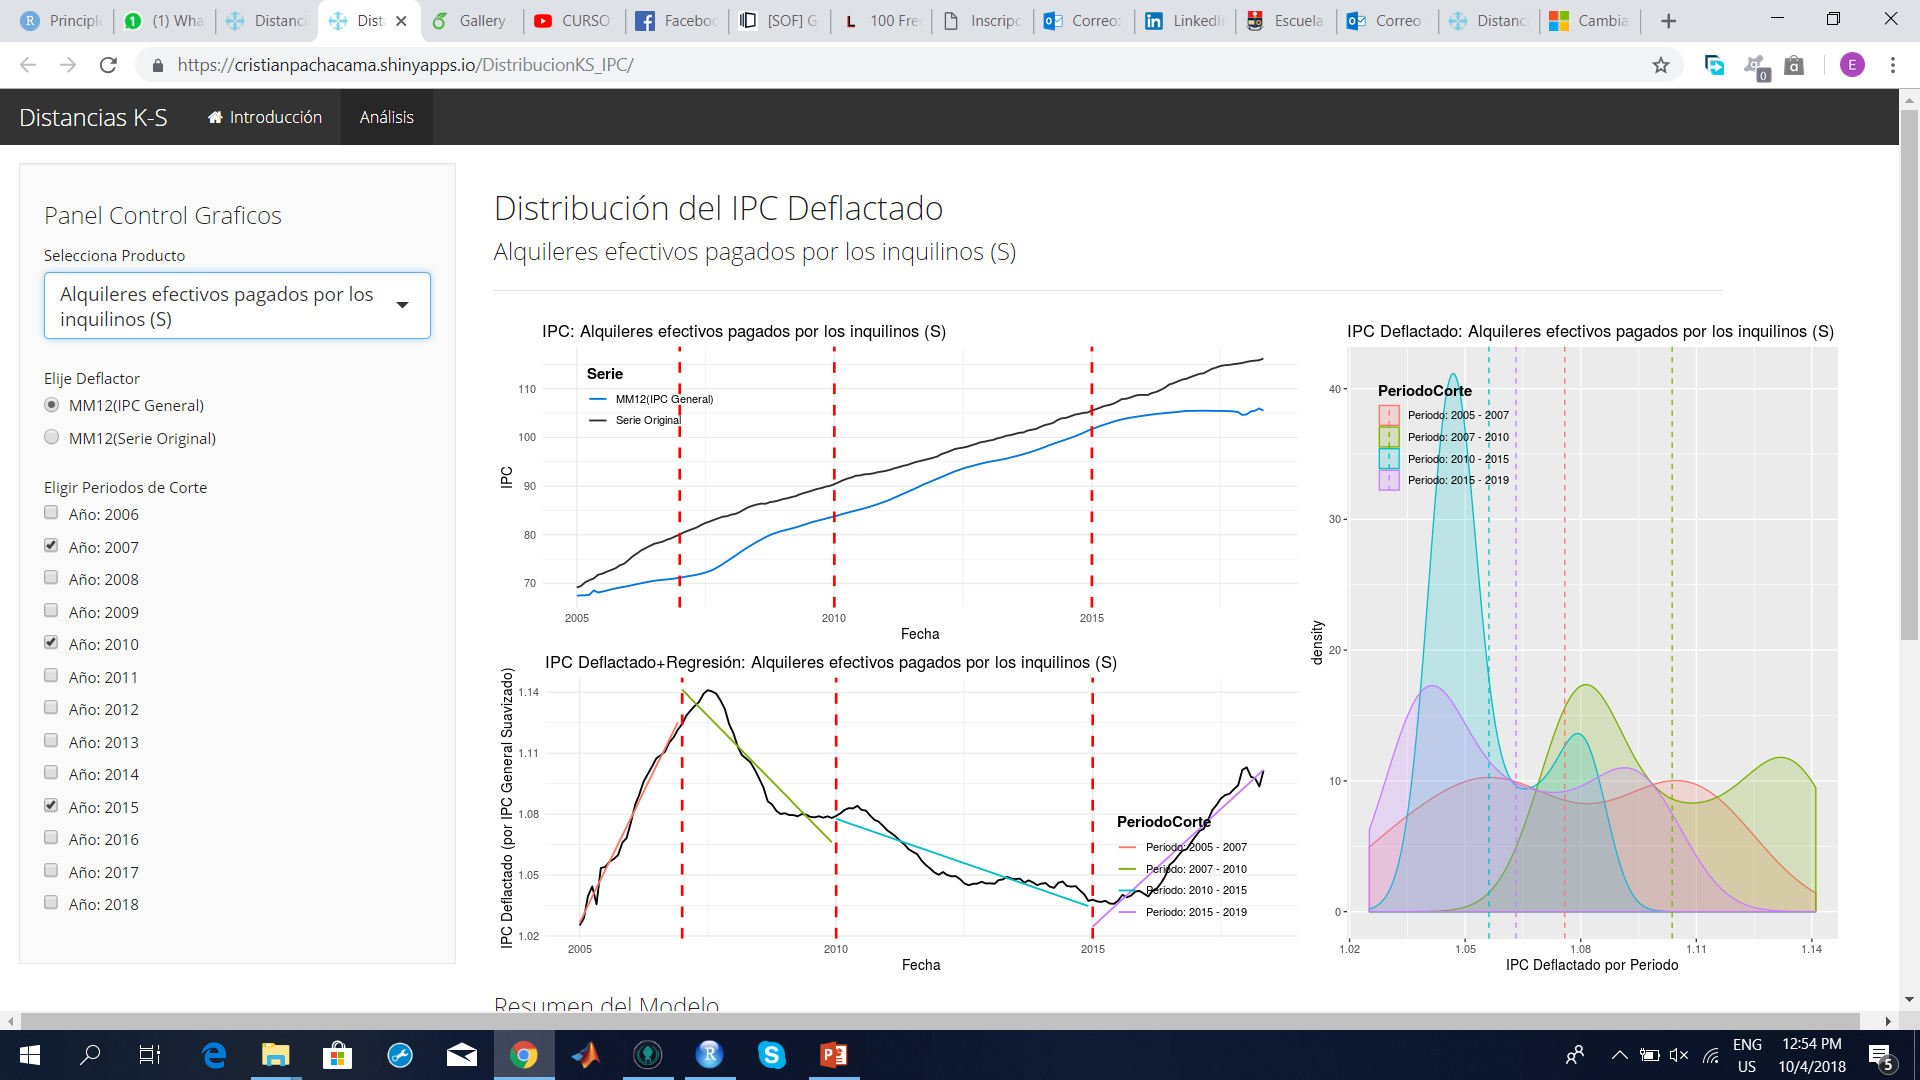 Principl
(1) Wha
Distanci
Dist
Gallery
CURSO
Faceboo
[SOF] G
100 Fre
Inscripc
Correo:
LinkedIn
Escuela
Correo
Distanc
Cambia
https://cristianpachacama.shinyapps.io/DistribucionKS_IPC/
0
E
Distancias K-S
Introducción
Análisis
Panel Control Graficos
Selecciona Producto
Alquileres efectivos pagados por los
inquilinos (S)
Elije Deflactor
MM12(IPC General)
MM12(Serie Original)
Eligir Periodos de Corte
Año: 2006
Año: 2007
Año: 2008
Año: 2009
Año: 2010
Año: 2011
Año: 2012
Año: 2013
Año: 2014
Año: 2015
Año: 2016
Año: 2017
Año: 2018
Distribución del IPC Deflactado
Alquileres efectivos pagados por los inquilinos (S)
IPC: Alquileres efectivos pagados por los inquilinos (S)
Serie
MM12(IPC General)
Serie Original
IPC
110
100
90
80
70
2005
2010
2015
Fecha
IPC Deflactado+Regresión: Alquileres efectivos pagados por los inquilinos (S)
IPC Deflactado (por IPC General Suavizado)
1.14
1.11
1.08
1.05
1.02
PeriodoCorte
Periodo: 2005 - 2007
Periodo: 2007 - 2010
Periodo: 2010 - 2015
Periodo: 2015 - 2019
2005
2010
2015
Fecha
IPC Deflactado: Alquileres efectivos pagados por los inquilinos (S)
PeriodoCorte
Periodo: 2005 - 2007
Periodo: 2007 - 2010
Periodo: 2010 - 2015
Periodo: 2015 - 2019
density
40
30
20
10
0
1.02
1.05
1.08
1.11
1.14
IPC Deflactado por Periodo
Resumen del Modelo
ENG
US
12:54 PM
10/4/2018
5